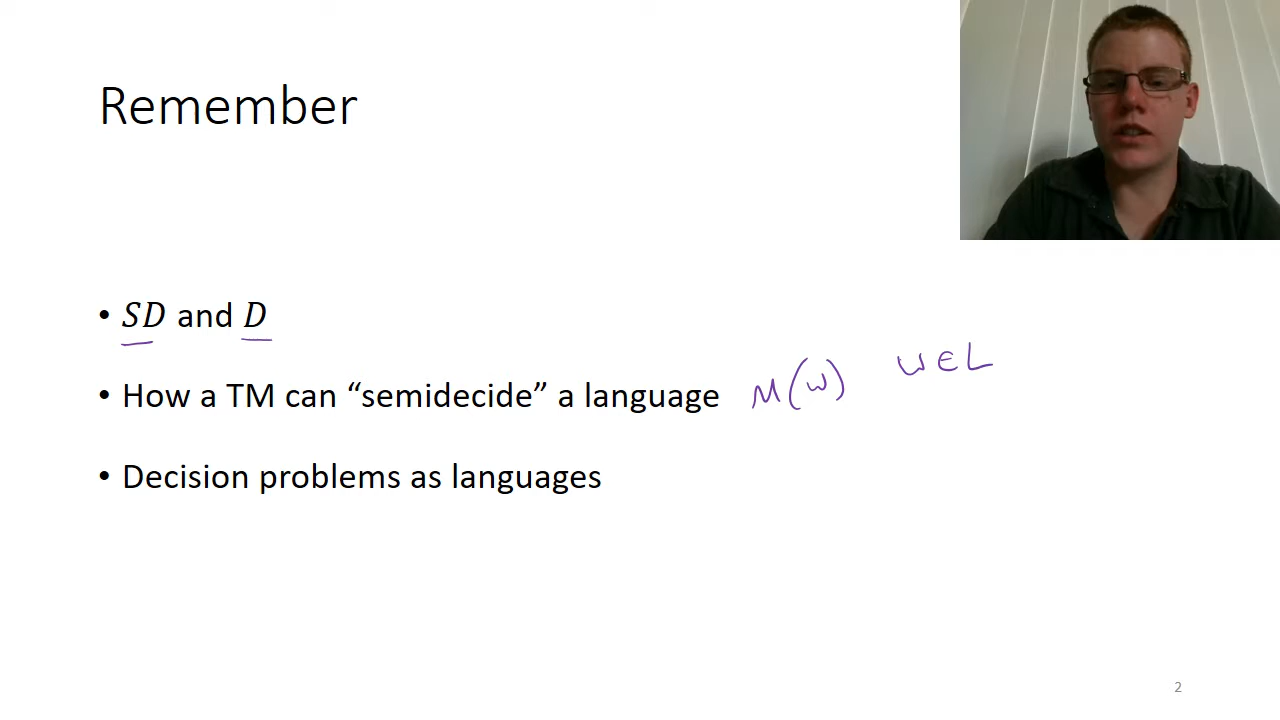 Remember
• SD and D
• How a TM can “semidecide” a language M(w) w∈L
• Decision problems as languages
2